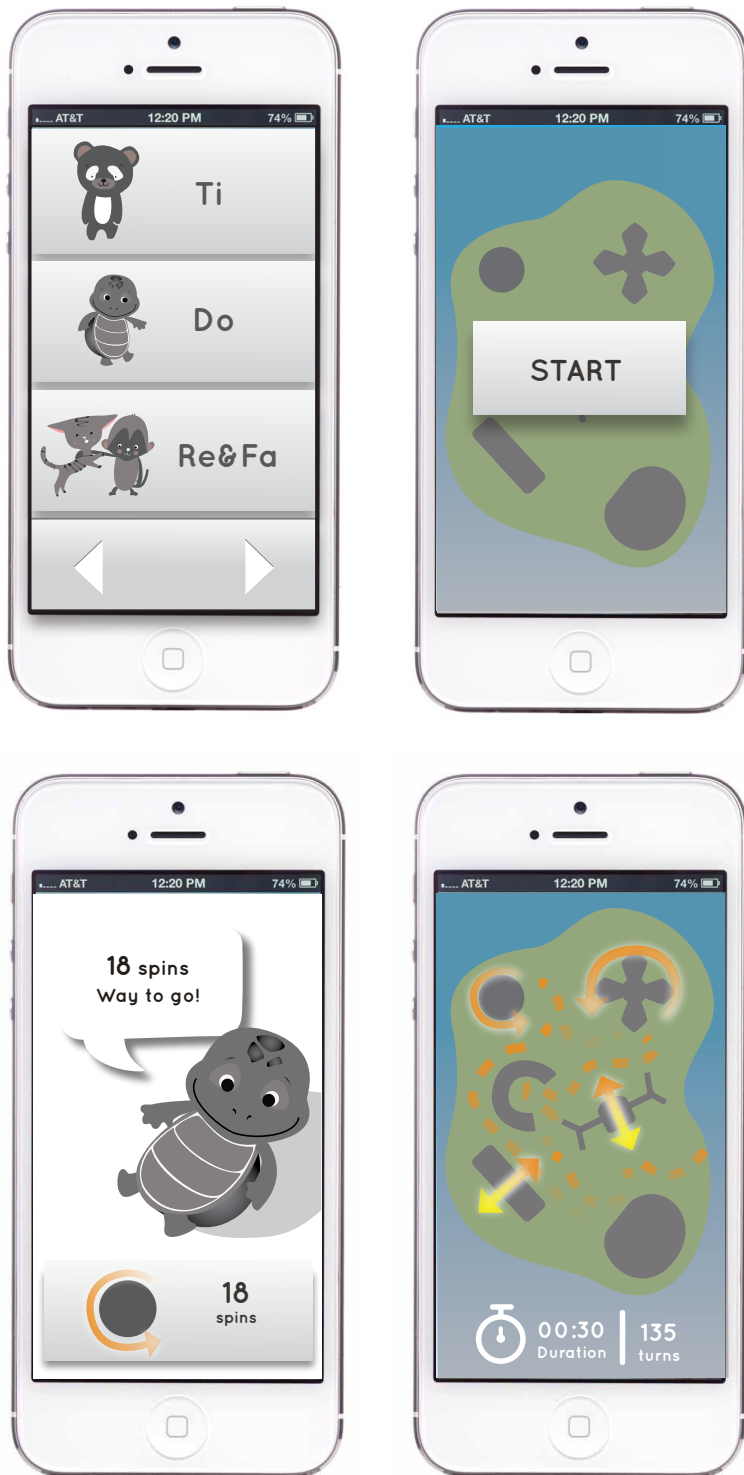 AT&T 12:20 PM 74%
Ti
Do
Re&Fa
AT&T 12:20 PM 74%
START
AT&T 12:20 PM 74%
18 spins
Way to go!
18
spins
AT&T 12:20 PM 74%
00:30
Duration
135
turns